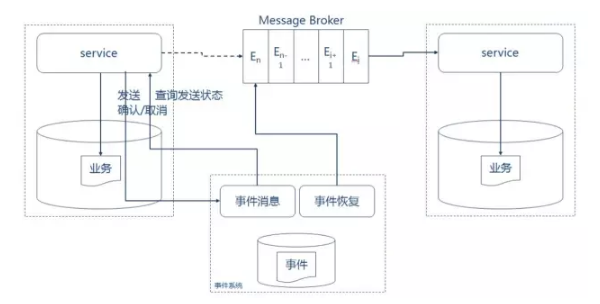 Message Broker
service
En
En-1
...
Ei+1
Ei
service
发送 查询发送状态
确认/取消
业务
业务
事件消息
事件恢复
事件
事件系统